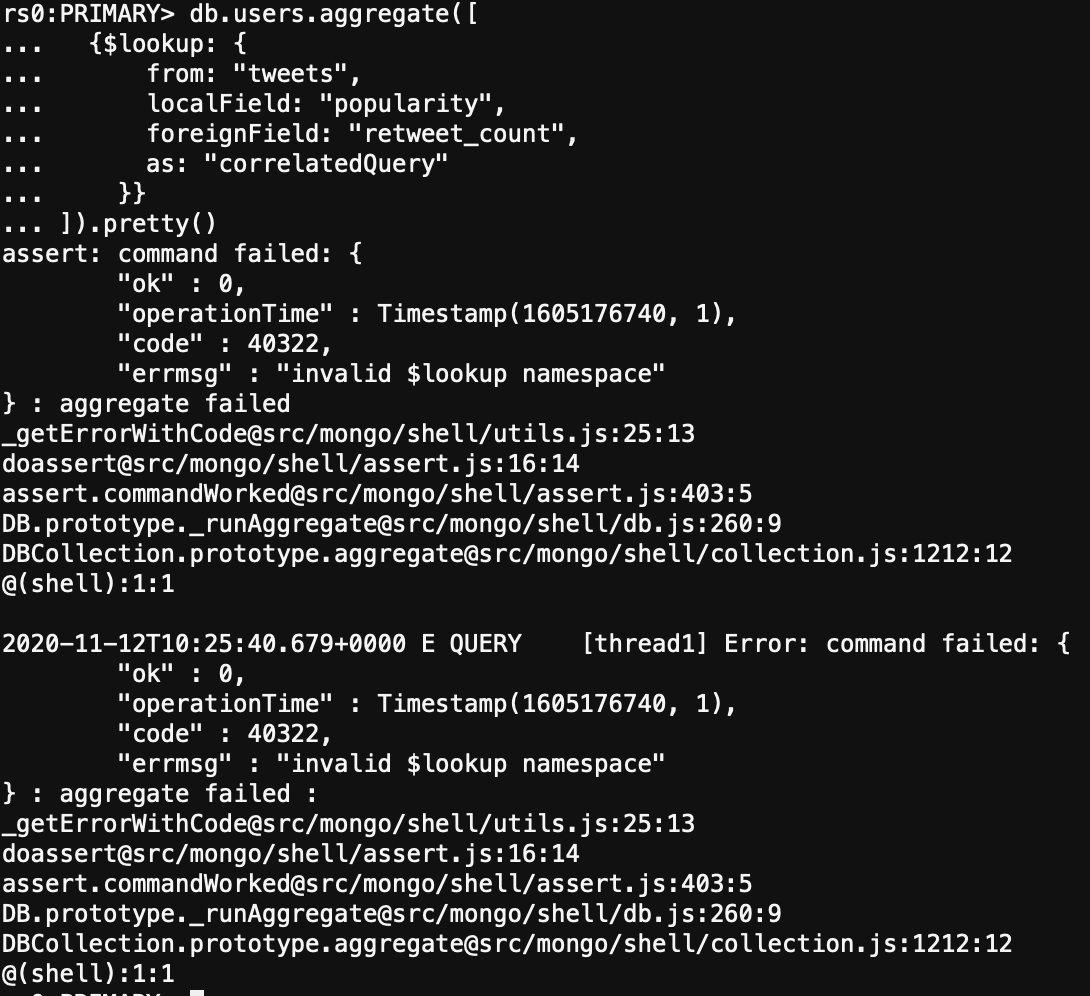 rs0:PRIMARY> db.users.aggregate([
...   {$lookup: {
...       from: "tweets",
...       localField: "popularity",
...       foreignField: "retweet_count",
...       as: "correlatedQuery"
...     }}
... ]).pretty()
assert: command failed: {
        "ok" : 0,
        "operationTime" : Timestamp(1605176740, 1),
        "code" : 40322,
        "errmsg" : "invalid $lookup namespace"
} : aggregate failed
_getErrorWithCode@src/mongo/shell/utils.js:25:13
doassert@src/mongo/shell/assert.js:16:14
assert.commandWorked@src/mongo/shell/assert.js:403:5
DB.prototype._runAggregate@src/mongo/shell/db.js:260:9
DBCollection.prototype.aggregate@src/mongo/shell/collection.js:1212:12
@(shell):1:1
2020-11-12T10:25:40.679+0000 E QUERY    [thread1] Error: command failed: {
        "ok" : 0,
        "operationTime" : Timestamp(1605176740, 1),
        "code" : 40322,
        "errmsg" : "invalid $lookup namespace"
} : aggregate failed :
_getErrorWithCode@src/mongo/shell/utils.js:25:13
doassert@src/mongo/shell/assert.js:16:14
assert.commandWorked@src/mongo/shell/assert.js:403:5
DB.prototype._runAggregate@src/mongo/shell/db.js:260:9
DBCollection.prototype.aggregate@src/mongo/shell/collection.js:1212:12
@(shell):1:1